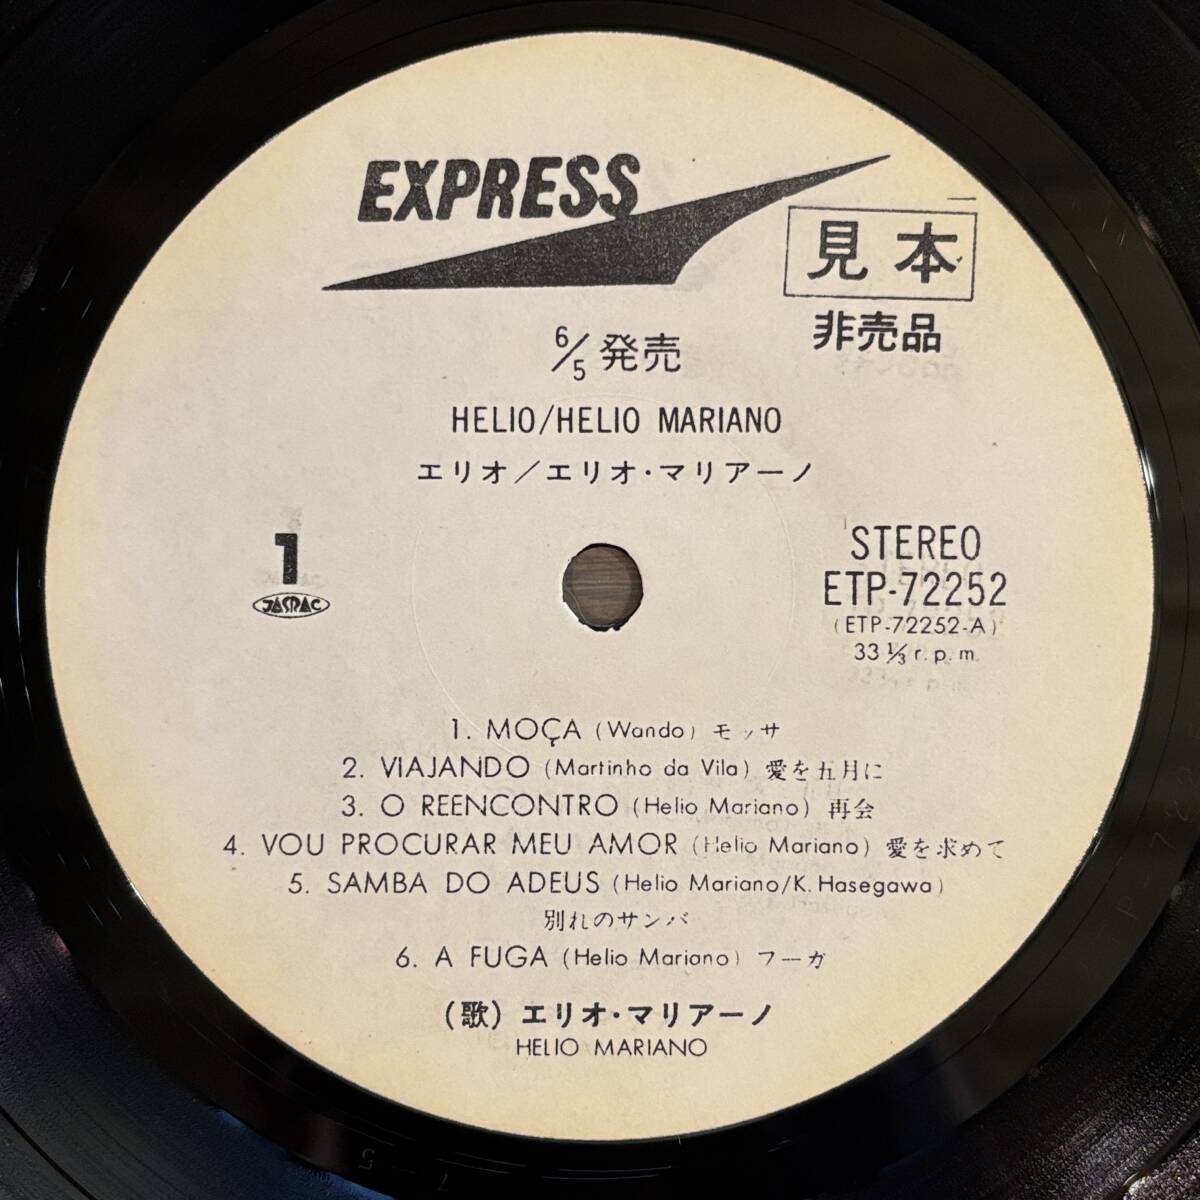 EXPRESS
見本
非売品
6/5発売
HELIO/HELIO MARIANO
エリオ／エリオ・マリアーノ
1
JASRAC
STEREO
ETP-72252
(ETP-72252-A)
33 1/3 r.p.m.
1. MOÇA (Wando) モッサ
2. VIAJANDO (Martinho da Vila) 愛を五月に
3. O REENCONTRO (Helio Mariano) 再会
4. VOU PROCURAR MEU AMOR (Helio Mariano) 愛を求めて
5. SAMBA DO ADEUS (Helio Mariano/K. Hasegawa)
別れのサンバ
6. A FUGA (Helio Mariano) フーガ
(歌) エリオ・マリアーノ
HELIO MARIANO